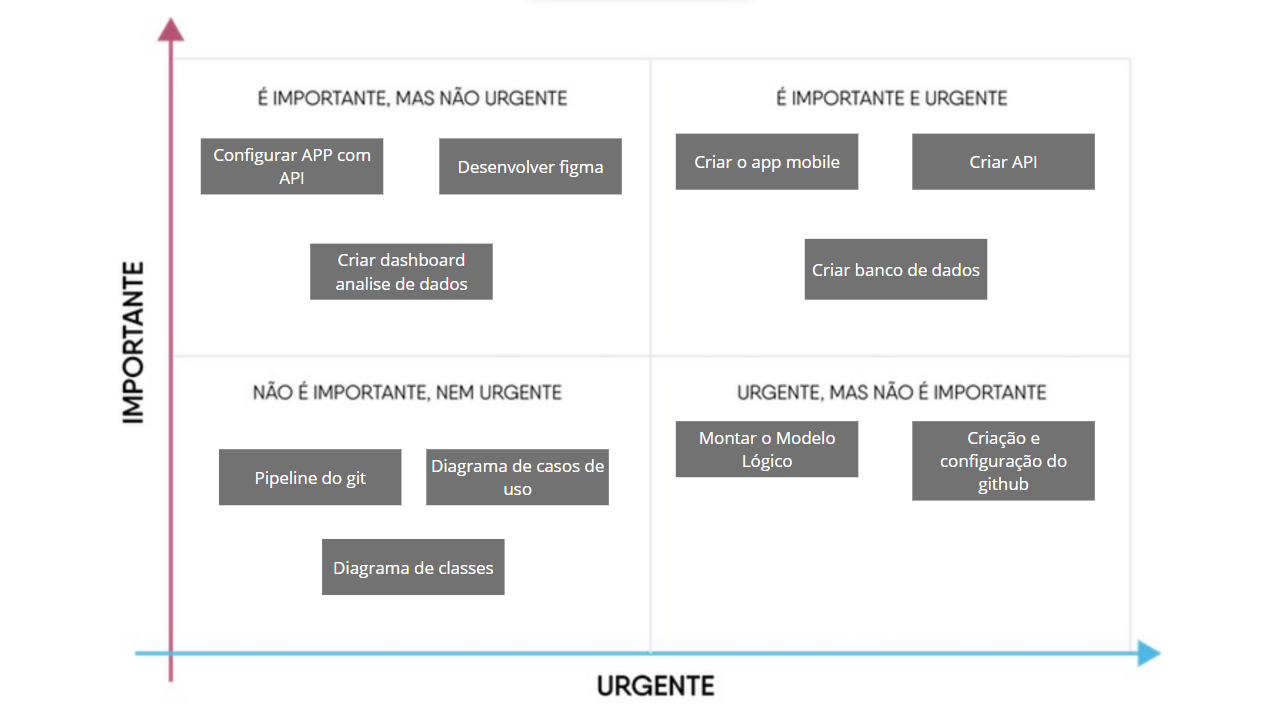 É IMPORTANTE, MAS NÃO URGENTE
Configurar APP com
API
Desenvolver figma
Criar dashboard
analise de dados
É IMPORTANTE E URGENTE
Criar o app mobile
Criar API
Criar banco de dados
IMPORTANTE
NÃO É IMPORTANTE, NEM URGENTE
Pipeline do git
Diagrama de casos de
uso
Diagrama de classes
URGENTE, MAS NÃO É IMPORTANTE
Montar o Modelo
Lógico
Criação e
configuração do
github
URGENTE